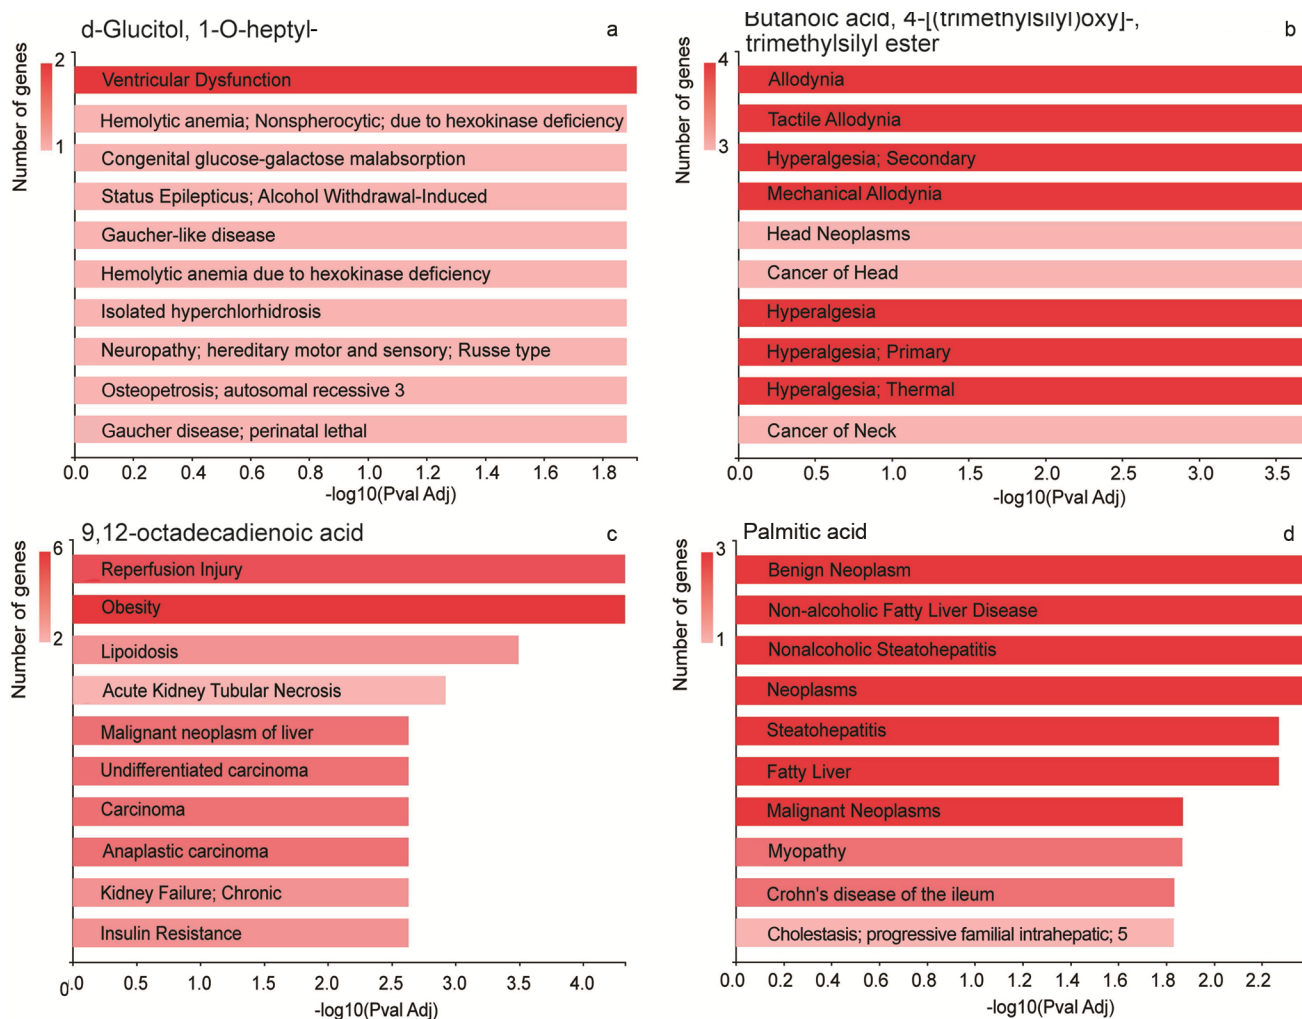 d-Glucitol, 1-O-heptyl-
a
2
1
Number of genes
Ventricular Dysfunction
Hemolytic anemia; Nonspherocytic; due to hexokinase deficiency
Congenital glucose-galactose malabsorption
Status Epilepticus; Alcohol Withdrawal-Induced
Gaucher-like disease
Hemolytic anemia due to hexokinase deficiency
Isolated hyperchlorhidrosis
Neuropathy; hereditary motor and sensory; Russe type
Osteopetrosis; autosomal recessive 3
Gaucher disease; perinatal lethal
0.0 0.2 0.4 0.6 0.8 1.0 1.2 1.4 1.6 1.8
-log10(Pval Adj)
Butanoic acid, 4-[(trimethylsilyl)oxy]-,
trimethylsilyl ester
b
4
3
Number of genes
Allodynia
Tactile Allodynia
Hyperalgesia; Secondary
Mechanical Allodynia
Head Neoplasms
Cancer of Head
Hyperalgesia
Hyperalgesia; Primary
Hyperalgesia; Thermal
Cancer of Neck
0.0 0.5 1.0 1.5 2.0 2.5 3.0 3.5
-log10(Pval Adj)
9,12-octadecadienoic acid
c
6
2
Number of genes
Reperfusion Injury
Obesity
Lipoidosis
Acute Kidney Tubular Necrosis
Malignant neoplasm of liver
Undifferentiated carcinoma
Carcinoma
Anaplastic carcinoma
Kidney Failure; Chronic
Insulin Resistance
0.0 0.5 1.0 1.5 2.0 2.5 3.0 3.5 4.0
-log10(Pval Adj)
Palmitic acid
d
3
1
Number of genes
Benign Neoplasm
Non-alcoholic Fatty Liver Disease
Nonalcoholic Steatohepatitis
Neoplasms
Steatohepatitis
Fatty Liver
Malignant Neoplasms
Myopathy
Crohn's disease of the ileum
Cholestasis; progressive familial intrahepatic; 5
0.0 0.2 0.4 0.6 0.8 1.0 1.2 1.4 1.6 1.8 2.0 2.2
-log10(Pval Adj)